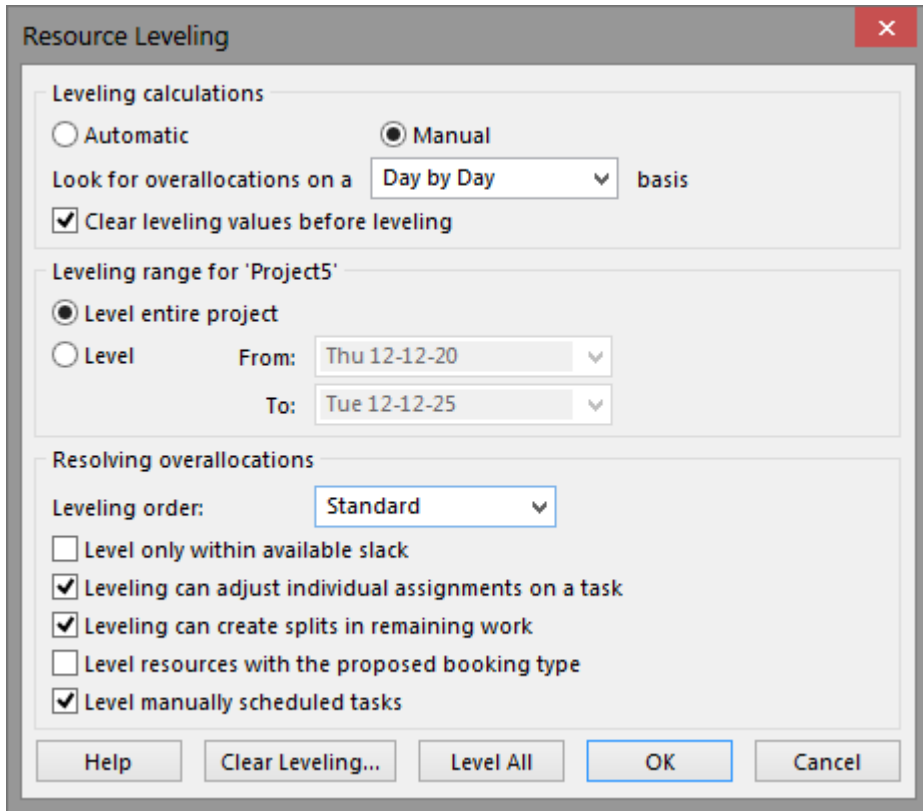 Resource Leveling
Leveling calculations
Automatic Manual
Look for overallocations on a Day by Day basis
Clear leveling values before leveling
Leveling range for 'Project5'
Level entire project
Level From: Thu 12-12-20
To: Tue 12-12-25
Resolving overallocations
Leveling order: Standard
Level only within available slack
Leveling can adjust individual assignments on a task
Leveling can create splits in remaining work
Level resources with the proposed booking type
Level manually scheduled tasks
Help Clear Leveling... Level All OK Cancel